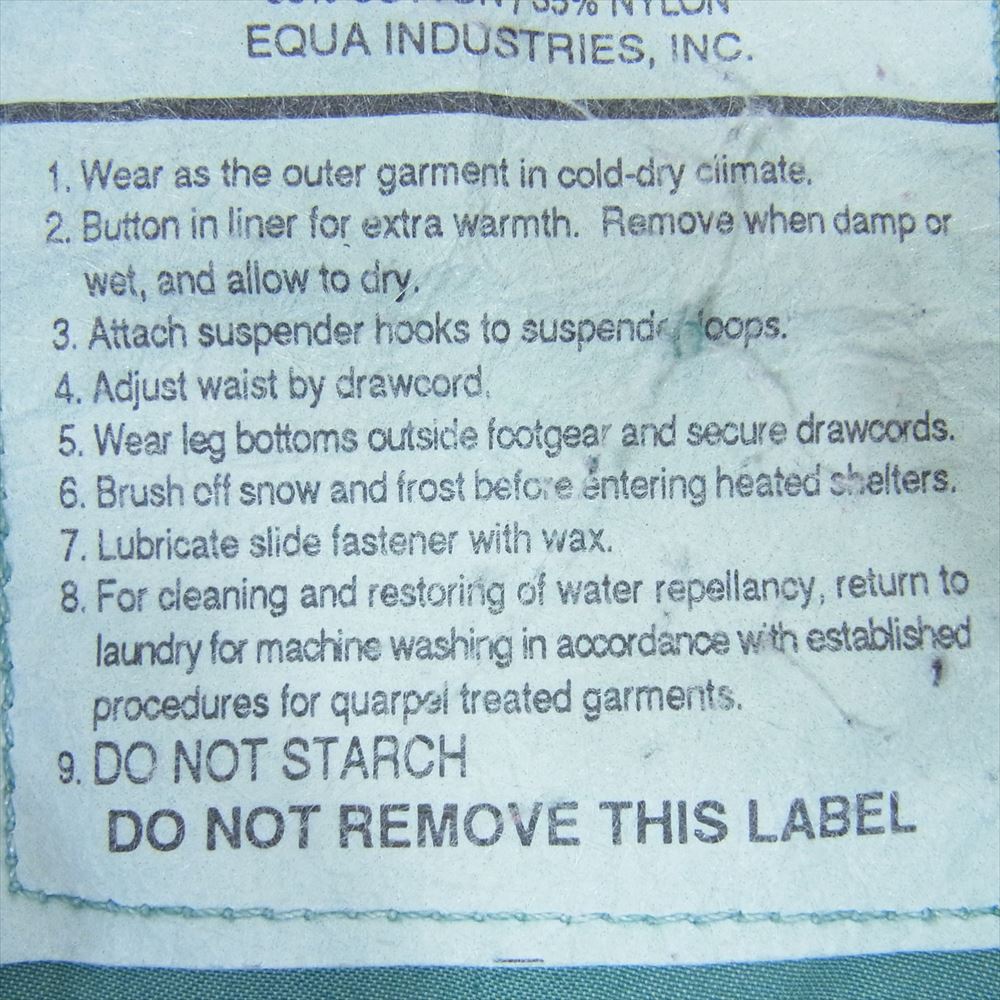 COTTON / 35% NYLON
EQUA INDUSTRIES, INC.
1. Wear as the outer garment in cold-dry climate.
2. Button in liner for extra warmth. Remove when damp or
wet, and allow to dry.
3. Attach suspender hooks to suspender loops.
4. Adjust waist by drawcord.
5. Wear leg bottoms outside footgear and secure drawcords.
6. Brush off snow and frost before entering heated shelters.
7. Lubricate slide fastener with wax.
8. For cleaning and restoring of water repellancy, return to
laundry for machine washing in accordance with established
procedures for quarpel treated garments.
9. DO NOT STARCH
DO NOT REMOVE THIS LABEL